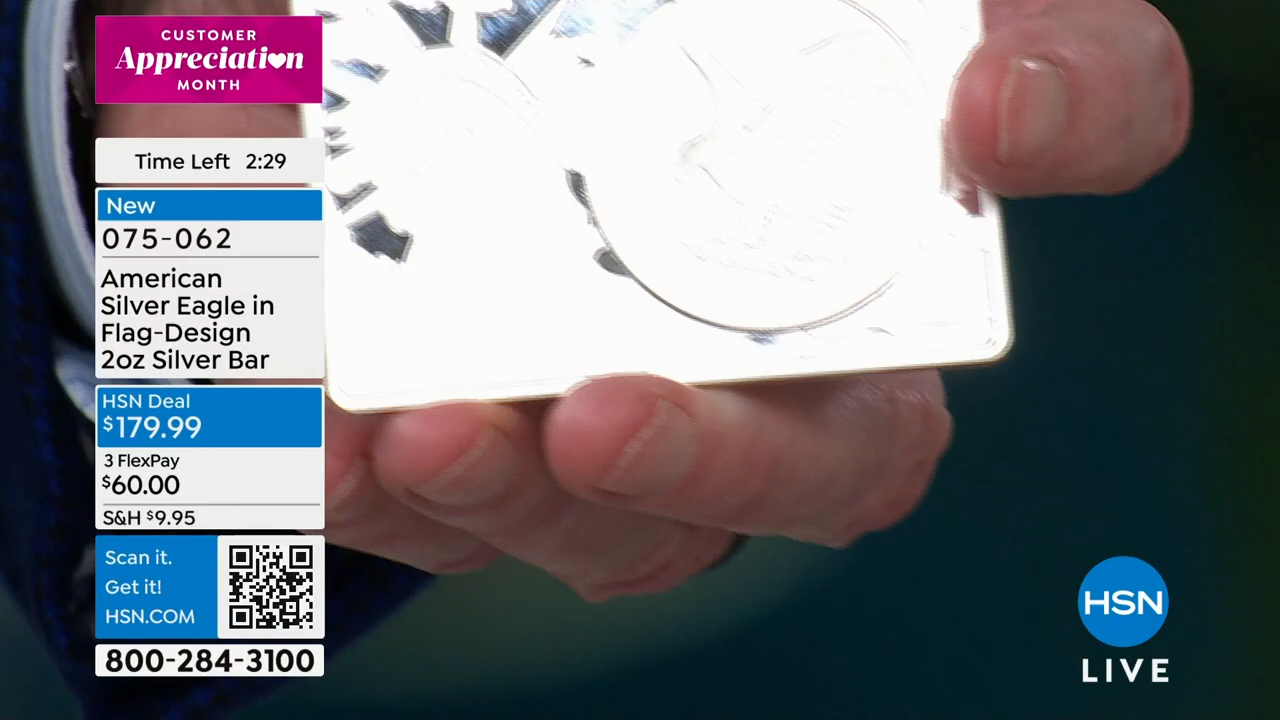 CUSTOMER
Appreciation
MONTH
Time Left 2:29
New
075-062
American
Silver Eagle in
Flag-Design
2oz Silver Bar
HSN Deal
$179.99
3 FlexPay
$60.00
S&H $9.95
Scan it.
Get it!
HSN.COM
800-284-3100
HSN
LIVE